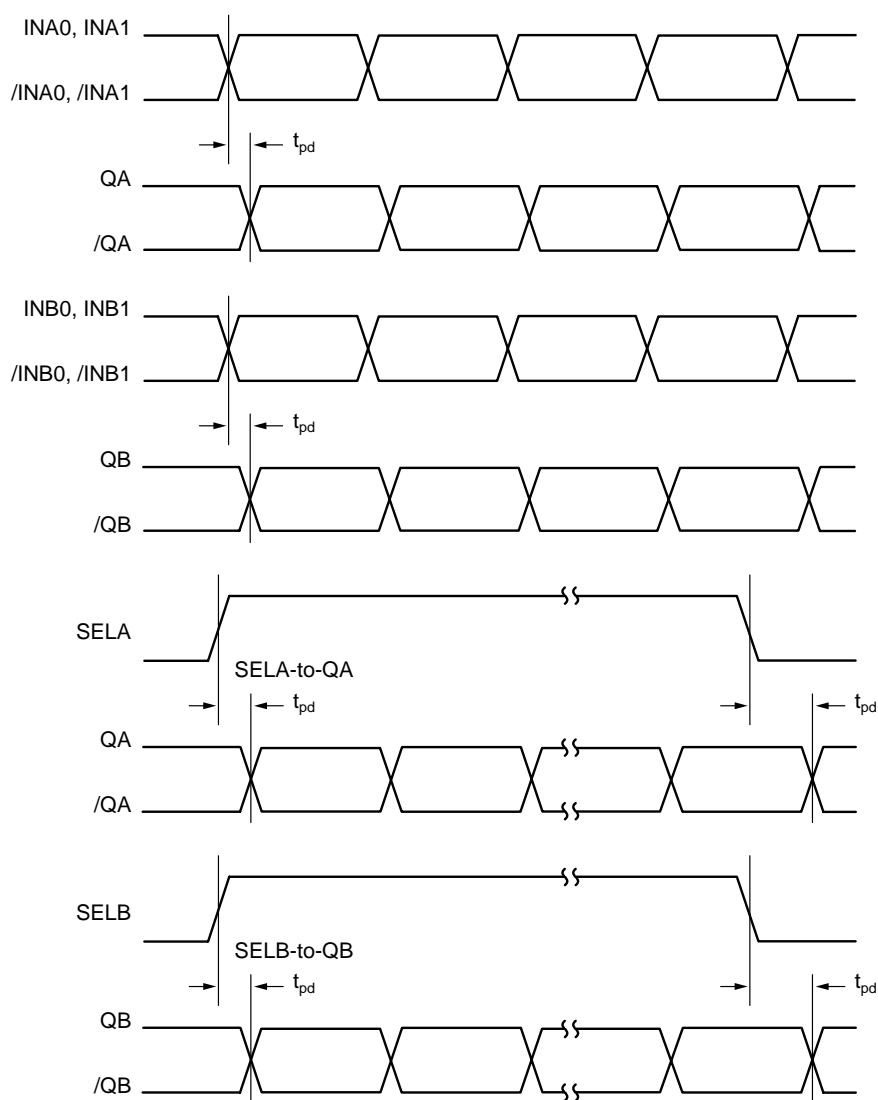 INA0, INA1
/INA0, /INA1
tpd
QA
/QA
INB0, INB1
/INB0, /INB1
tpd
QB
/QB
SELA
SELA-to-QA
tpd
tpd
QA
/QA
SELB
SELB-to-QB
tpd
tpd
QB
/QB